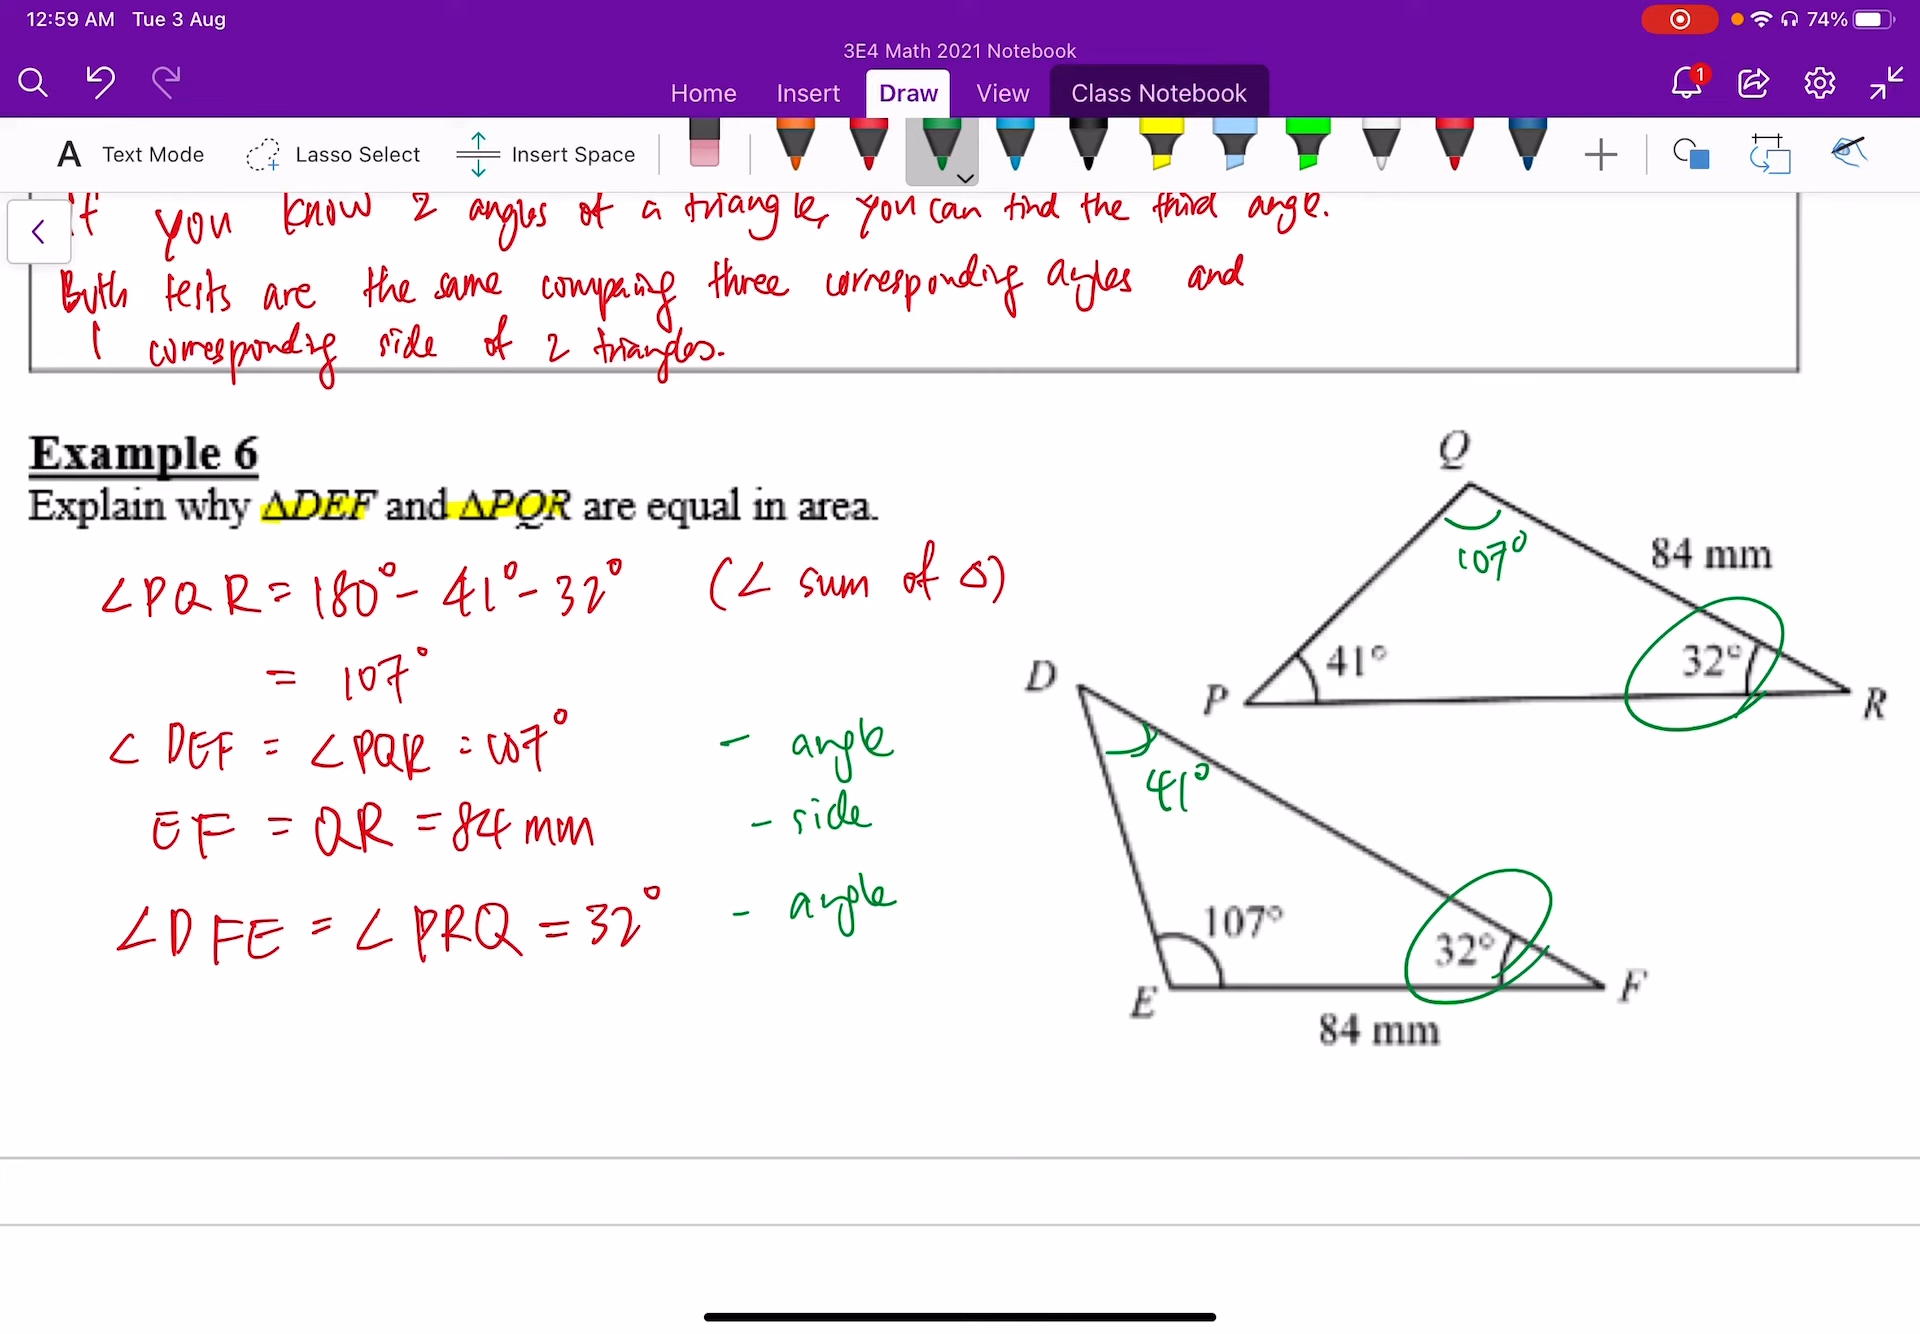 12:59 AM Tue 3 Aug
74%
3E4 Math 2021 Notebook
1
Home Insert Draw View Class Notebook
A Text Mode Lasso Select Insert Space
If you know 2 angles of a triangle, you can find the third angle.
Both tests are the same comparing three corresponding angles and
1 corresponding side of 2 triangles.
Example 6
Explain why ΔDEF and ΔPQR are equal in area.
∠PQR = 180° - 41° - 32° (∠ sum of Δ)
= 107°
∠DEF = ∠PQR = 107° - angle
EF = QR = 84 mm - side
∠DFE = ∠PRQ = 32° - angle
Q
107°
84 mm
41°
32°
P
R
D
41°
107°
32°
E
F
84 mm